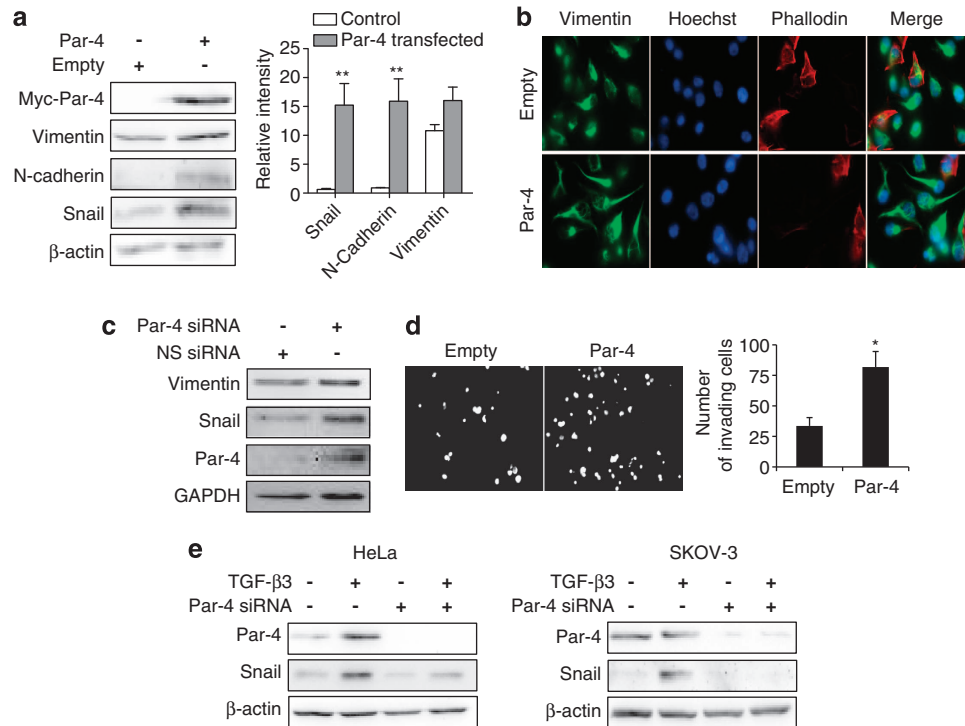 a
Par-4 - +
Empty + -
Myc-Par-4
Vimentin
N-cadherin
Snail
β-actin
Control
Par-4 transfected
Relative intensity
25
20
15
10
5
0
** **
Snail
N-Cadherin
Vimentin
b
Vimentin Hoechst Phallodin Merge
Empty
Par-4
c
Par-4 siRNA - +
NS siRNA + -
Vimentin
Snail
Par-4
GAPDH
d
Empty Par-4
Number
of invading cells
100
75
50
25
0
*
Empty Par-4
e
HeLa
TGF-β3 - + - +
Par-4 siRNA - - + +
Par-4
Snail
β-actin
SKOV-3
TGF-β3 - + - +
Par-4 siRNA - - + +
Par-4
Snail
β-actin